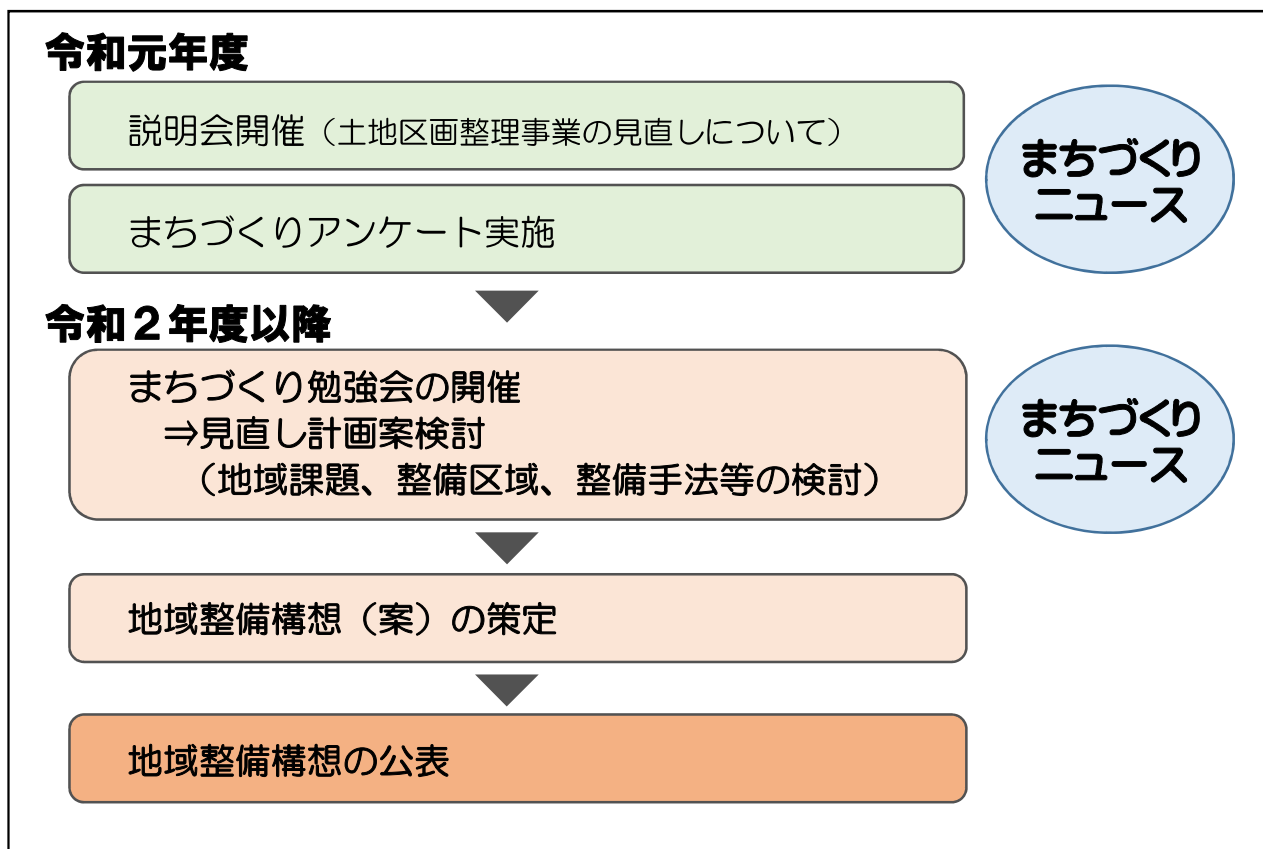 令和元年度
説明会開催（土地区画整理事業の見直しについて）
まちづくりアンケート実施
まちづくり
ニュース
令和２年度以降
まちづくり勉強会の開催
⇒見直し計画案検討
（地域課題、整備区域、整備手法等の検討）
まちづくり
ニュース
地域整備構想（案）の策定
地域整備構想の公表